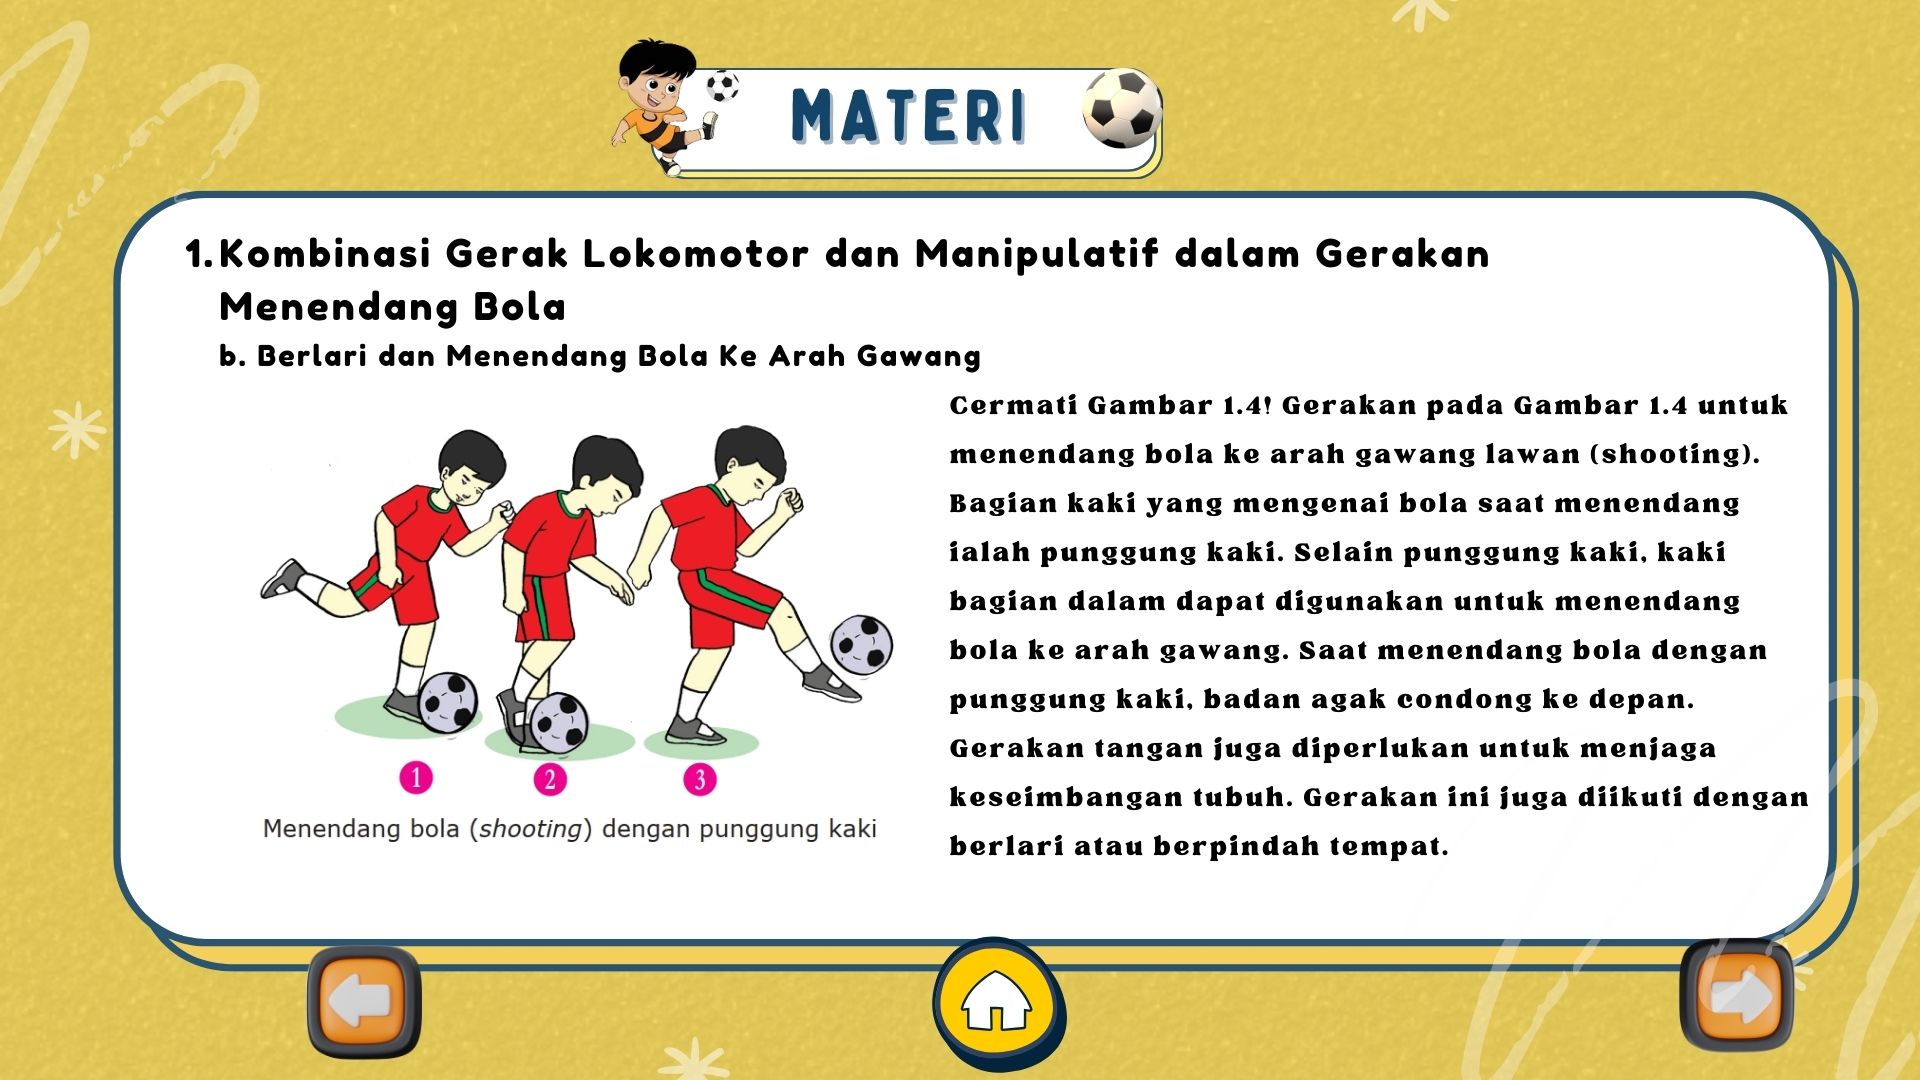 MATERI
1. Kombinasi Gerak Lokomotor dan Manipulatif dalam Gerakan
Menendang Bola
b. Berlari dan Menendang Bola Ke Arah Gawang
Cermati Gambar 1.4! Gerakan pada Gambar 1.4 untuk
menendang bola ke arah gawang lawan (shooting).
Bagian kaki yang mengenai bola saat menendang
ialah punggung kaki. Selain punggung kaki, kaki
bagian dalam dapat digunakan untuk menendang
bola ke arah gawang. Saat menendang bola dengan
punggung kaki, badan agak condong ke depan.
Gerakan tangan juga diperlukan untuk menjaga
keseimbangan tubuh. Gerakan ini juga diikuti dengan
berlari atau berpindah tempat.
1 2 3
Menendang bola (shooting) dengan punggung kaki